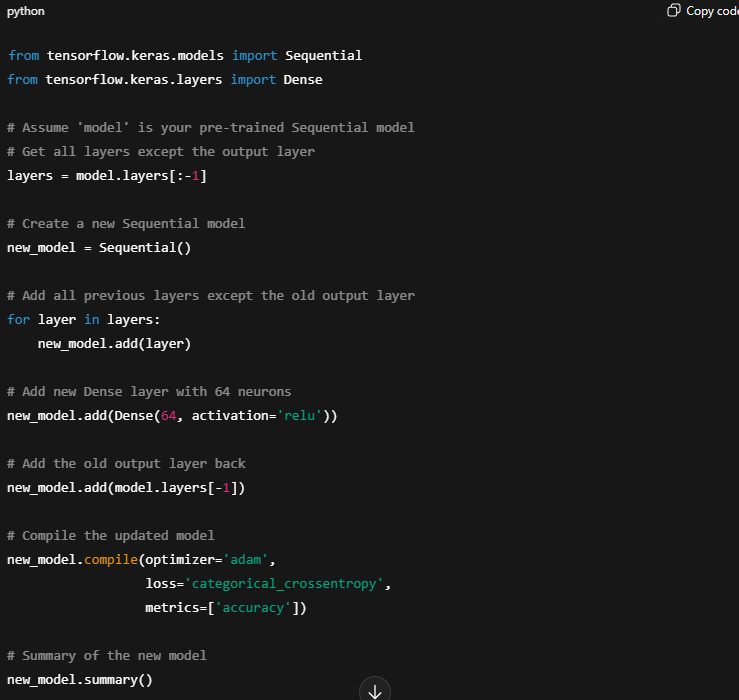 python
Copy code
from tensorflow.keras.models import Sequential
from tensorflow.keras.layers import Dense
# Assume 'model' is your pre-trained Sequential model
# Get all layers except the output layer
layers = model.layers[:-1]
# Create a new Sequential model
new_model = Sequential()
# Add all previous layers except the old output layer
for layer in layers:
    new_model.add(layer)
# Add new Dense layer with 64 neurons
new_model.add(Dense(64, activation='relu'))
# Add the old output layer back
new_model.add(model.layers[-1])
# Compile the updated model
new_model.compile(optimizer='adam',
                  loss='categorical_crossentropy',
                  metrics=['accuracy'])
# Summary of the new model
new_model.summary()